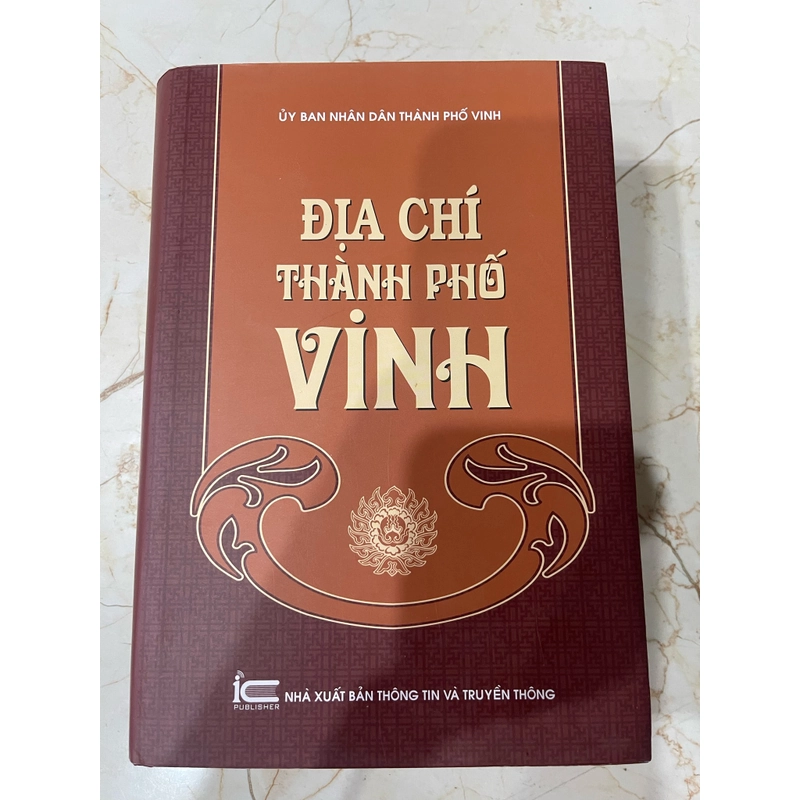 ỦY BAN NHÂN DÂN THÀNH PHỐ VINH
ĐỊA CHÍ
THÀNH PHỐ
VINH
ic
PUBLISHER
NHÀ XUẤT BẢN THÔNG TIN VÀ TRUYỀN THÔNG